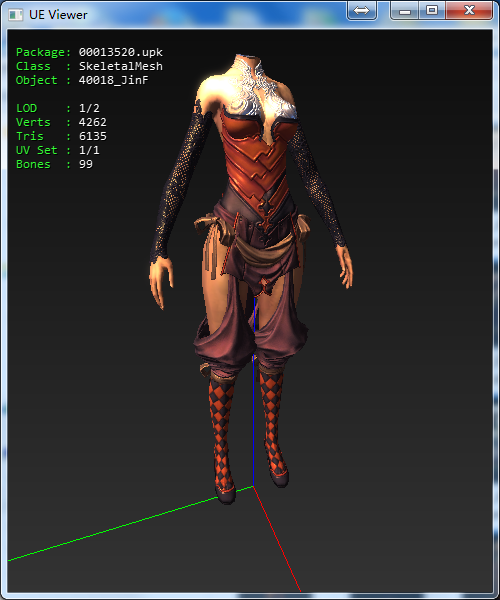 UE Viewer
Package: 00013520.upk
Class : SkeletalMesh
Object : 40018_JinF
LOD : 1/2
Verts : 4262
Tris : 6135
UV Set : 1/1
Bones : 99